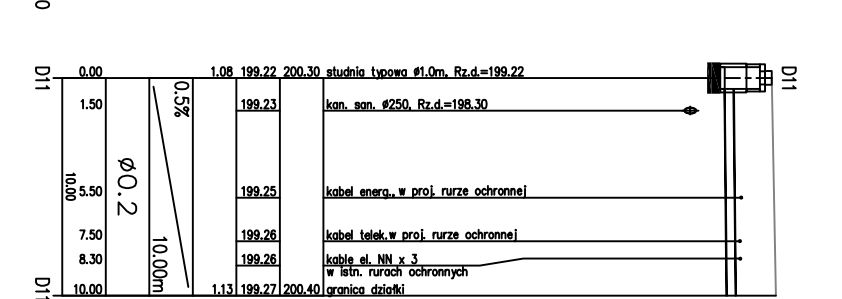 0
D11 0.00 1.08 199.22 200.30 studnia typowa ø1.0m, Rz.d.=199.22 D11
0.5%
1.50 199.23 kan. san. ø250, Rz.d.=198.30
ø0.2
10.00
5.50 199.25 kabel energ., w proj. rurze ochronnej
10.00m
7.50 199.26 kabel telek.w proj. rurze ochronnej
8.30 199.26 kable el. NN x 3
w istn. rurach ochronnych
D11 10.00 1.13 199.27 200.40 granica działki